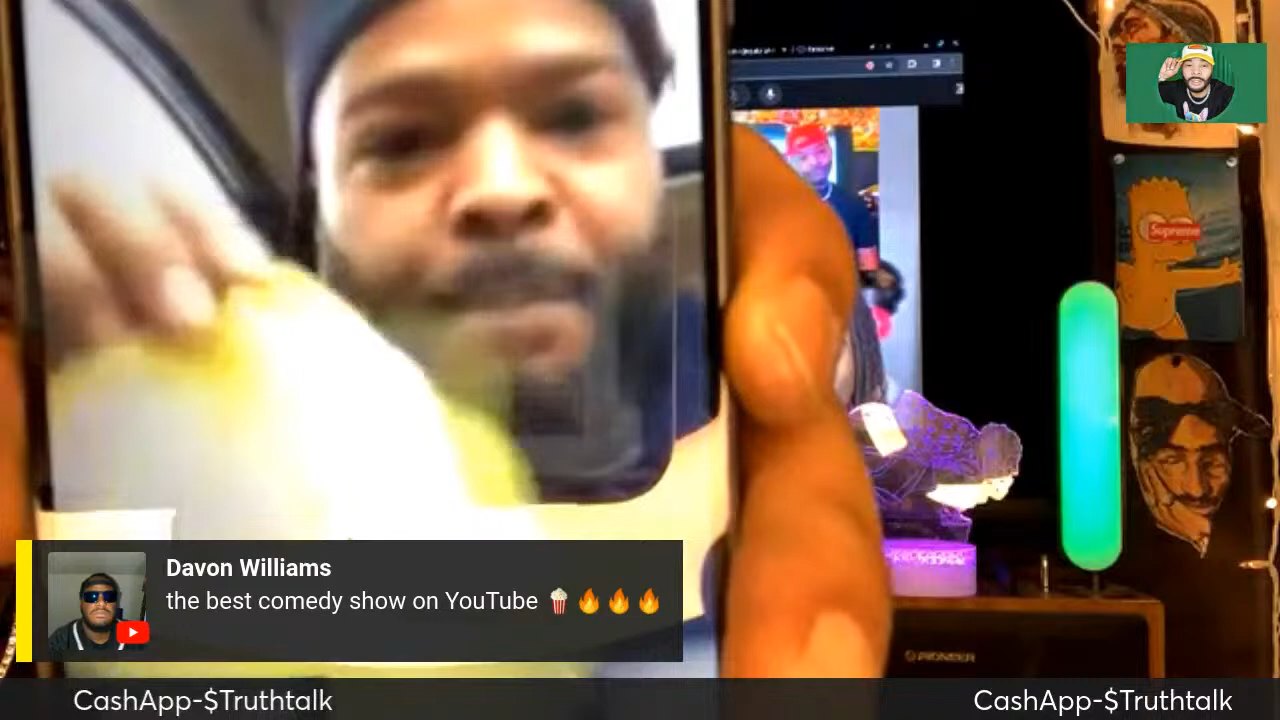 Supreme
Davon Williams
the best comedy show on YouTube 🍿 🔥 🔥 🔥
PIONEER
CashApp-$Truthtalk
CashApp-$Truthtalk